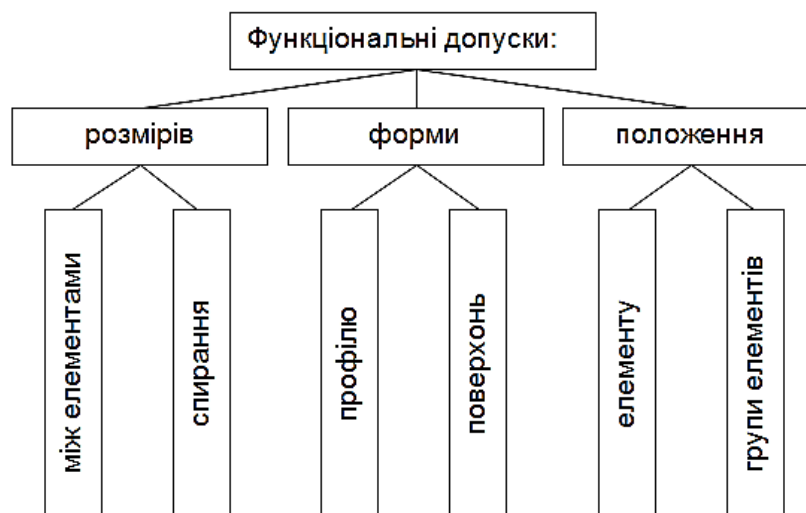 Функціональні допуски:
розмірів
форми
положення
між елементами
спирання
профілю
поверхонь
елементу
групи елементів